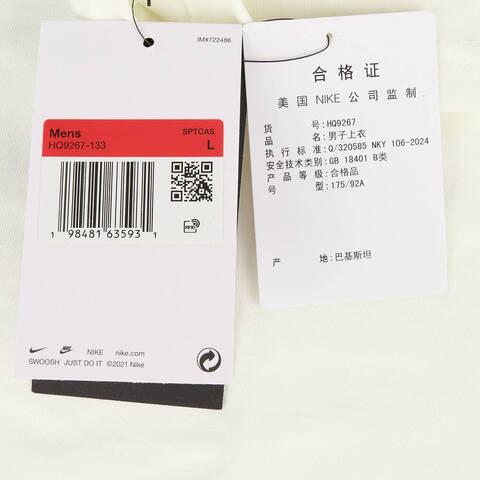 IM#722486
Mens
SPTCAS
HQ9267-133
L
1 98481 63593 1
RFID
NIKE
nike.com
SWOOSH JUST DO IT ©2021 Nike
合格证
美国 NIKE 公司监制
货 号: HQ9267
品 名: 男子上衣
执行标准: Q/320585 NKY 106-2024
安全技术类别: GB 18401 B类
产品等级: 合格品
号 型: 175/92A
产 地: 巴基斯坦